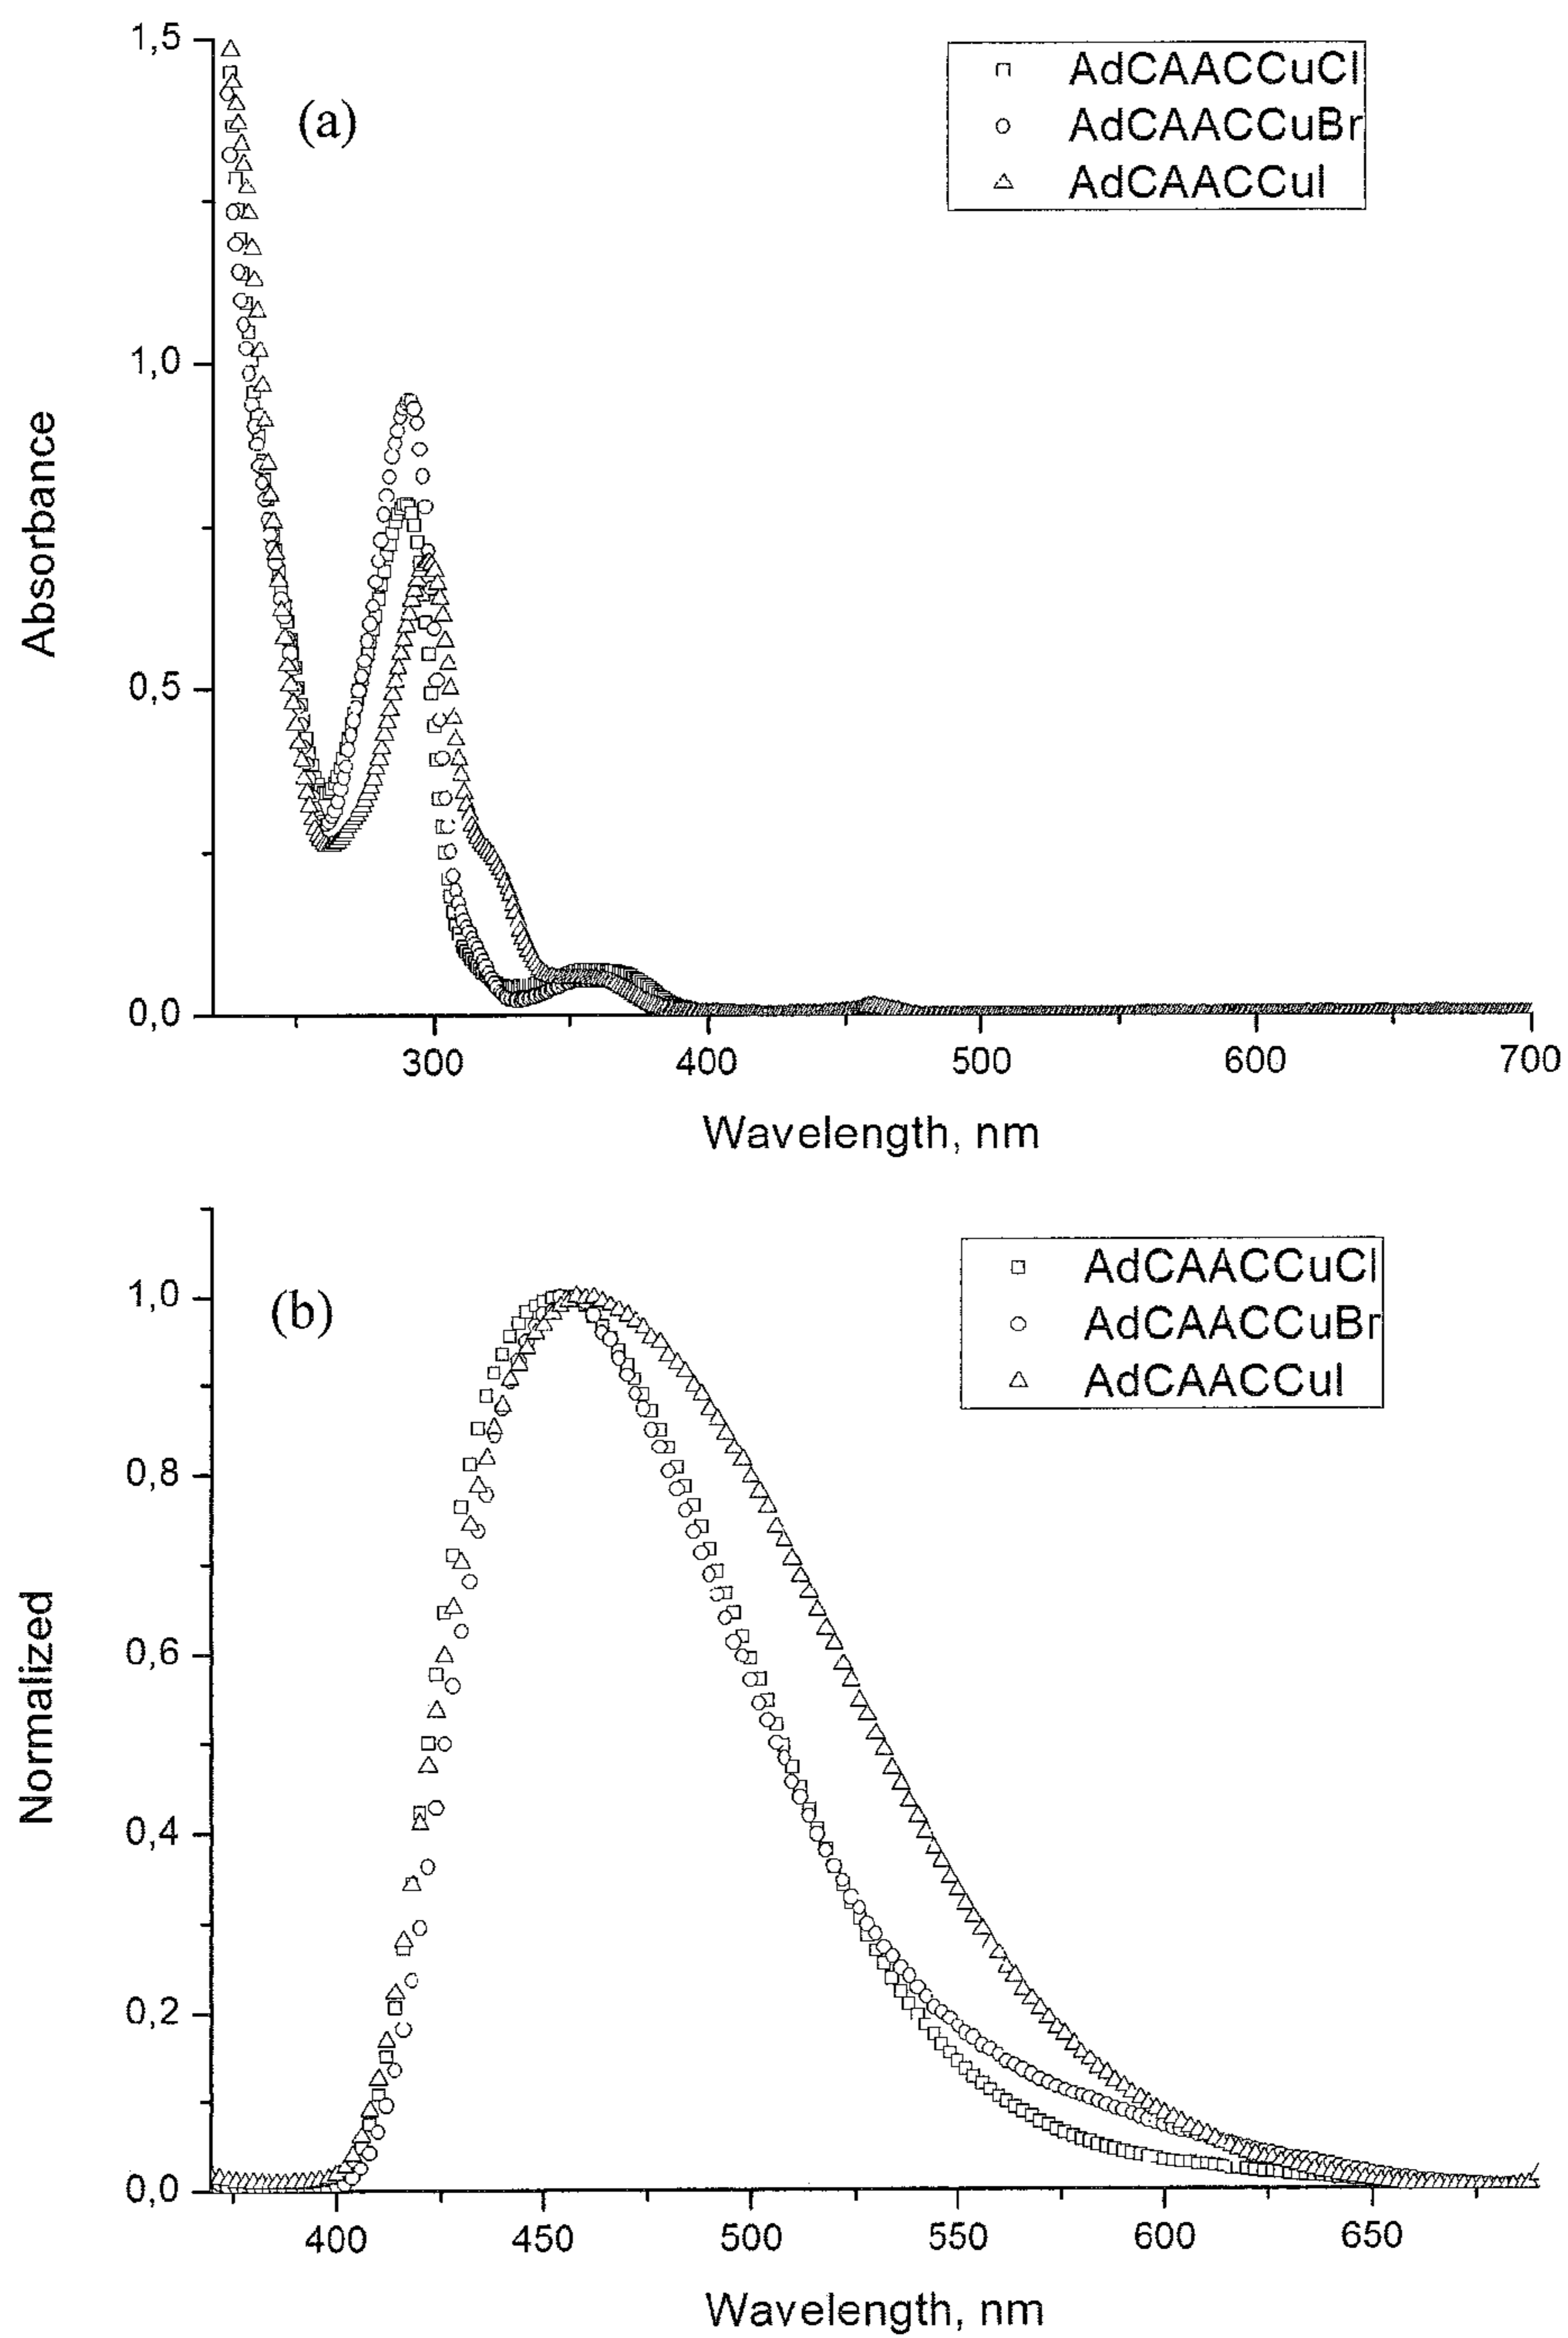 1,5
(a)
AdCAACCuCl
AdCAACCuBr
AdCAACCuI
1,0
Absorbance
0,5
0,0
300 400 500 600 700
Wavelength, nm
(b)
AdCAACCuCl
AdCAACCuBr
AdCAACCuI
1,0
0,8
Normalized
0,6
0,4
0,2
0,0
400 450 500 550 600 650
Wavelength, nm